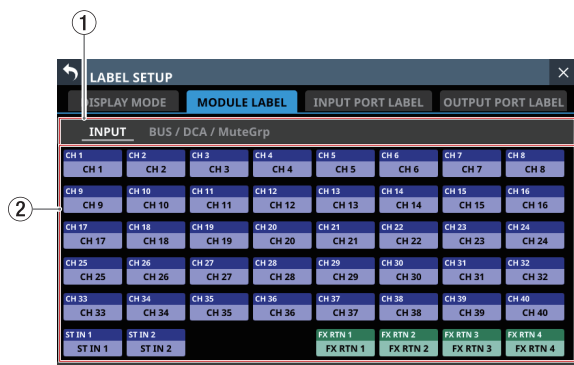 ①
LABEL SETUP ×
DISPLAY MODE MODULE LABEL INPUT PORT LABEL OUTPUT PORT LABEL
INPUT BUS / DCA / MuteGrp
CH 1 CH 2 CH 3 CH 4 CH 5 CH 6 CH 7 CH 8
CH 1 CH 2 CH 3 CH 4 CH 5 CH 6 CH 7 CH 8
②
CH 9 CH 10 CH 11 CH 12 CH 13 CH 14 CH 15 CH 16
CH 9 CH 10 CH 11 CH 12 CH 13 CH 14 CH 15 CH 16
CH 17 CH 18 CH 19 CH 20 CH 21 CH 22 CH 23 CH 24
CH 17 CH 18 CH 19 CH 20 CH 21 CH 22 CH 23 CH 24
CH 25 CH 26 CH 27 CH 28 CH 29 CH 30 CH 31 CH 32
CH 25 CH 26 CH 27 CH 28 CH 29 CH 30 CH 31 CH 32
CH 33 CH 34 CH 35 CH 36 CH 37 CH 38 CH 39 CH 40
CH 33 CH 34 CH 35 CH 36 CH 37 CH 38 CH 39 CH 40
ST IN 1 ST IN 2 FX RTN 1 FX RTN 2 FX RTN 3 FX RTN 4
ST IN 1 ST IN 2 FX RTN 1 FX RTN 2 FX RTN 3 FX RTN 4